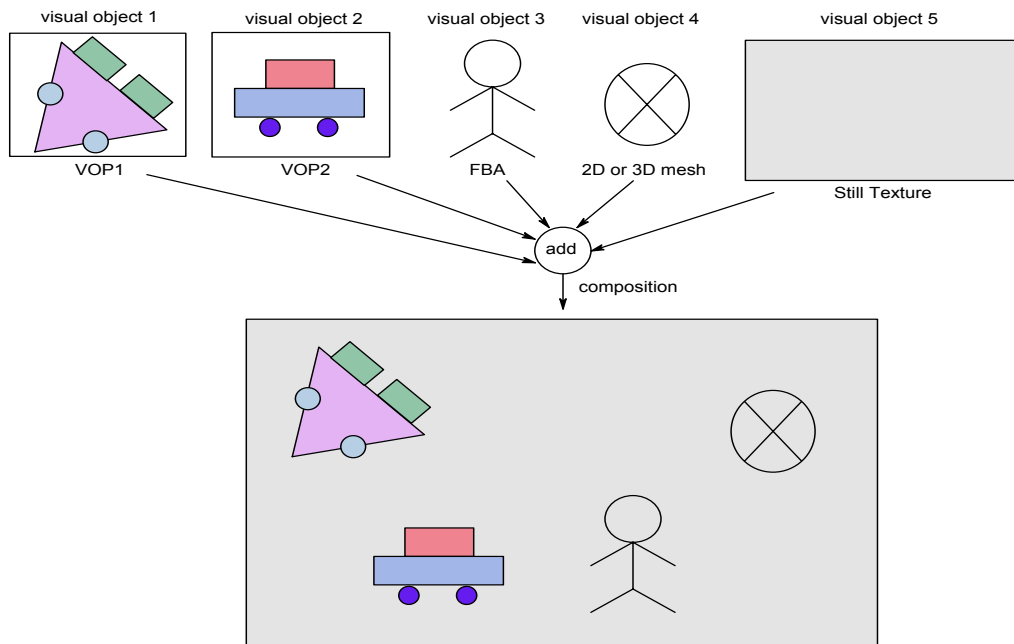 visual object 1
visual object 2
visual object 3
visual object 4
visual object 5
VOP1
VOP2
FBA
2D or 3D mesh
Still Texture
add
composition